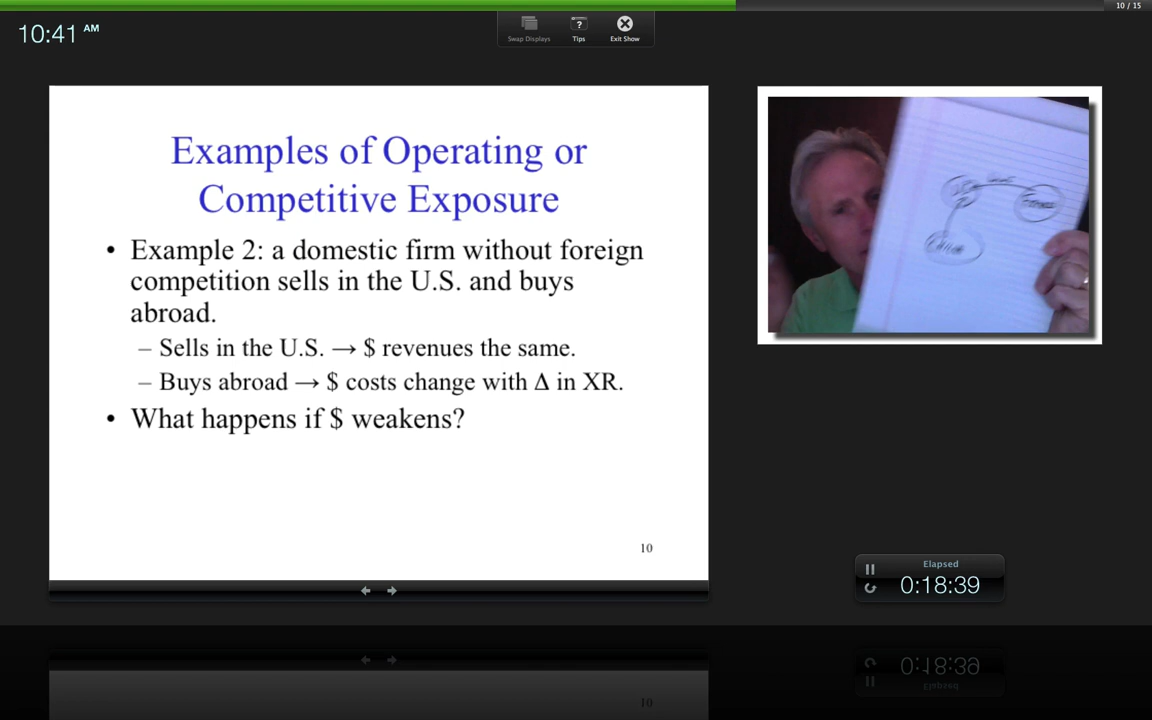 10 / 15
10:41 AM
Swap Displays
Tips
Exit Show
Examples of Operating or
Competitive Exposure
• Example 2: a domestic firm without foreign
competition sells in the U.S. and buys
abroad.
– Sells in the U.S. → $ revenues the same.
– Buys abroad → $ costs change with Δ in XR.
• What happens if $ weakens?
10
Elapsed
0:18:39